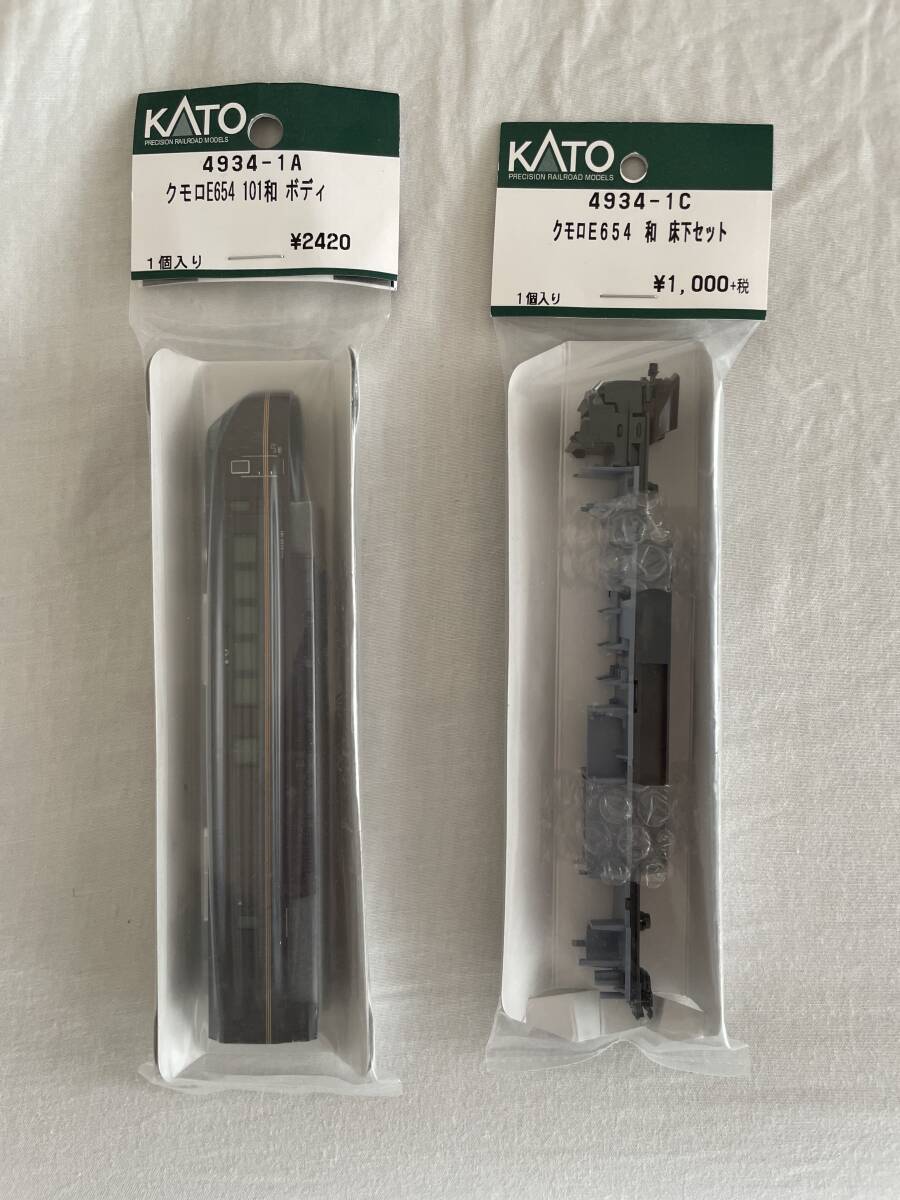 KATO
PRECISION RAILROAD MODELS
4934-1A
クモロE654 101和 ボディ
¥2420
1個入り
KATO
PRECISION RAILROAD MODELS
4934-1C
クモロE654 和 床下セット
¥1,000+税
1個入り